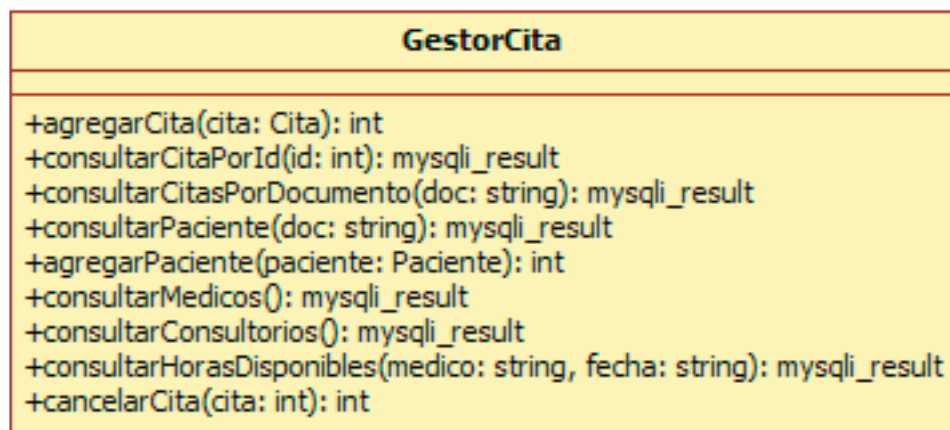 GestorCita
+agregarCita(cita: Cita): int
+consultarCitaPorId(id: int): mysqli_result
+consultarCitasPorDocumento(doc: string): mysqli_result
+consultarPaciente(doc: string): mysqli_result
+agregarPaciente(paciente: Paciente): int
+consultarMedicos(): mysqli_result
+consultarConsultorios(): mysqli_result
+consultarHorasDisponibles(medico: string, fecha: string): mysqli_result
+cancelarCita(cita: int): int